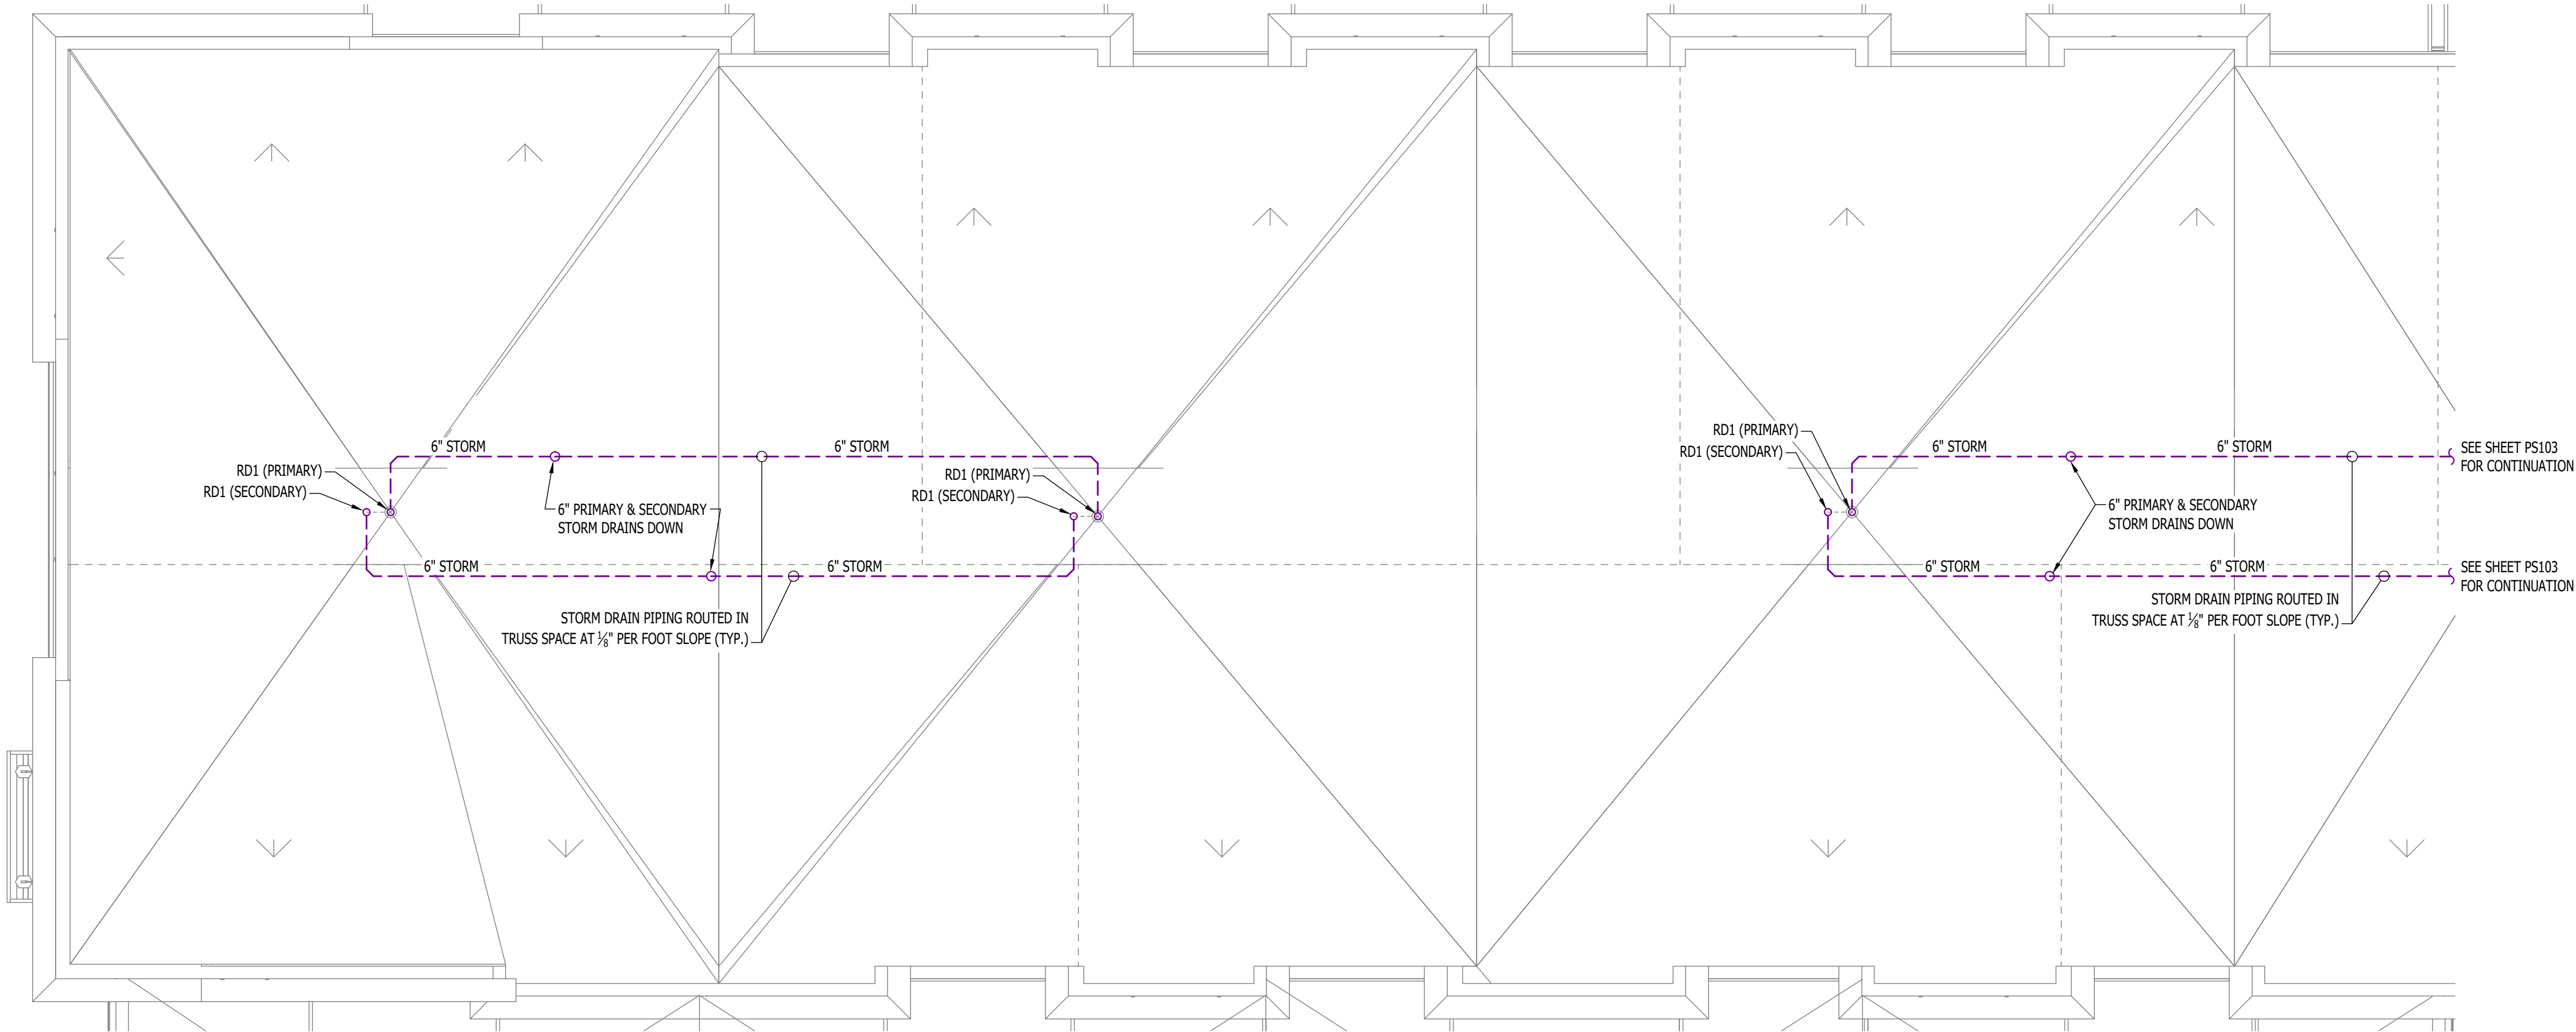 6" STORM
6" STORM
RD1 (PRIMARY)
RD1 (SECONDARY)
6" PRIMARY & SECONDARY
STORM DRAINS DOWN
RD1 (PRIMARY)
RD1 (SECONDARY)
6" STORM
6" STORM
STORM DRAIN PIPING ROUTED IN
TRUSS SPACE AT ⅛" PER FOOT SLOPE (TYP.)
RD1 (PRIMARY)
RD1 (SECONDARY)
6" STORM
6" STORM
SEE SHEET PS103
FOR CONTINUATION
6" PRIMARY & SECONDARY
STORM DRAINS DOWN
6" STORM
6" STORM
SEE SHEET PS103
FOR CONTINUATION
STORM DRAIN PIPING ROUTED IN
TRUSS SPACE AT ⅛" PER FOOT SLOPE (TYP.)